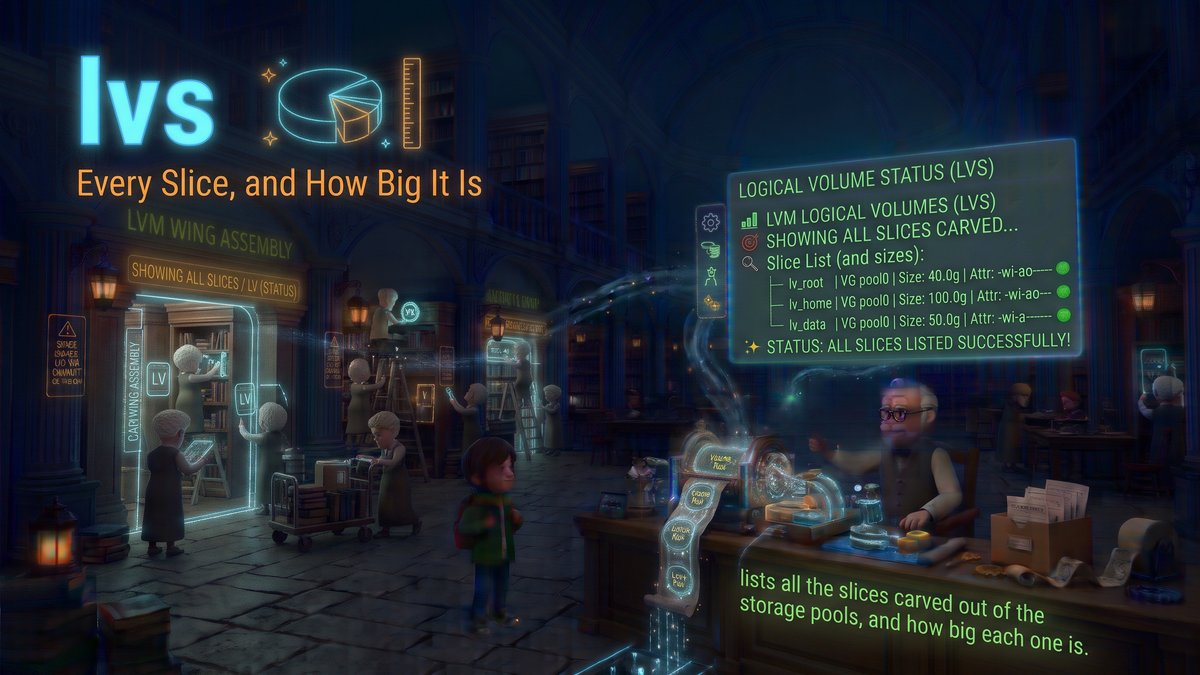 lvs
Every Slice, and How Big It Is
LVM WING ASSEMBLY
SHOWING ALL SLICES / LV (STATUS)
WING ASSEMBLY
LV
LV
LOGICAL VOLUME STATUS (LVS)
LVM LOGICAL VOLUMES (LVS)
SHOWING ALL SLICES CARVED...
Slice List (and sizes):
lv_root | VG pool0 | Size: 40.0g | Attr: -wi-ao------
lv_home | VG pool0 | Size: 100.0g | Attr: -wi-ao---
lv_data | VG pool0 | Size: 50.0g | Attr: -wi-a-------
STATUS: ALL SLICES LISTED SUCCESSFULLY!
lists all the slices carved out of the
storage pools, and how big each one is.